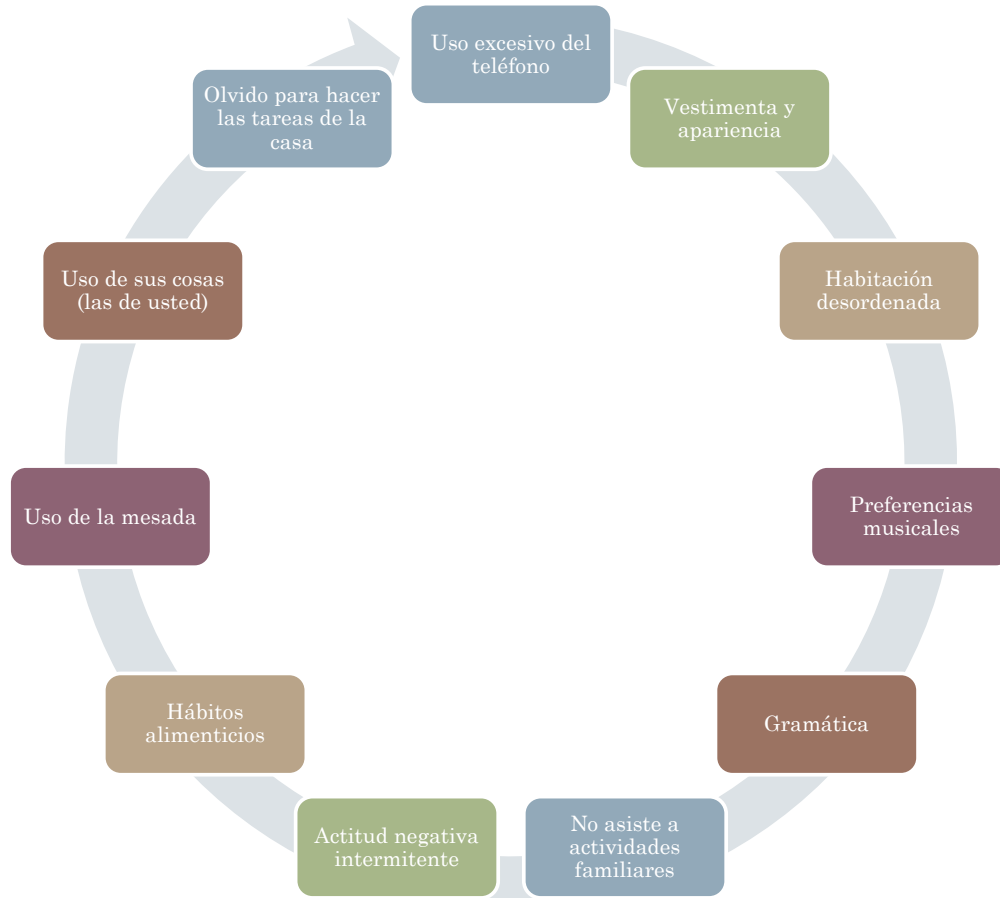 Uso excesivo del
teléfono
Vestimenta y
apariencia
Habitación
desordenada
Preferencias
musicales
Gramática
No asiste a
actividades
familiares
Actitud negativa
intermitente
Hábitos
alimenticios
Uso de la mesada
Uso de sus cosas
(las de usted)
Olvido para hacer
las tareas de la
casa